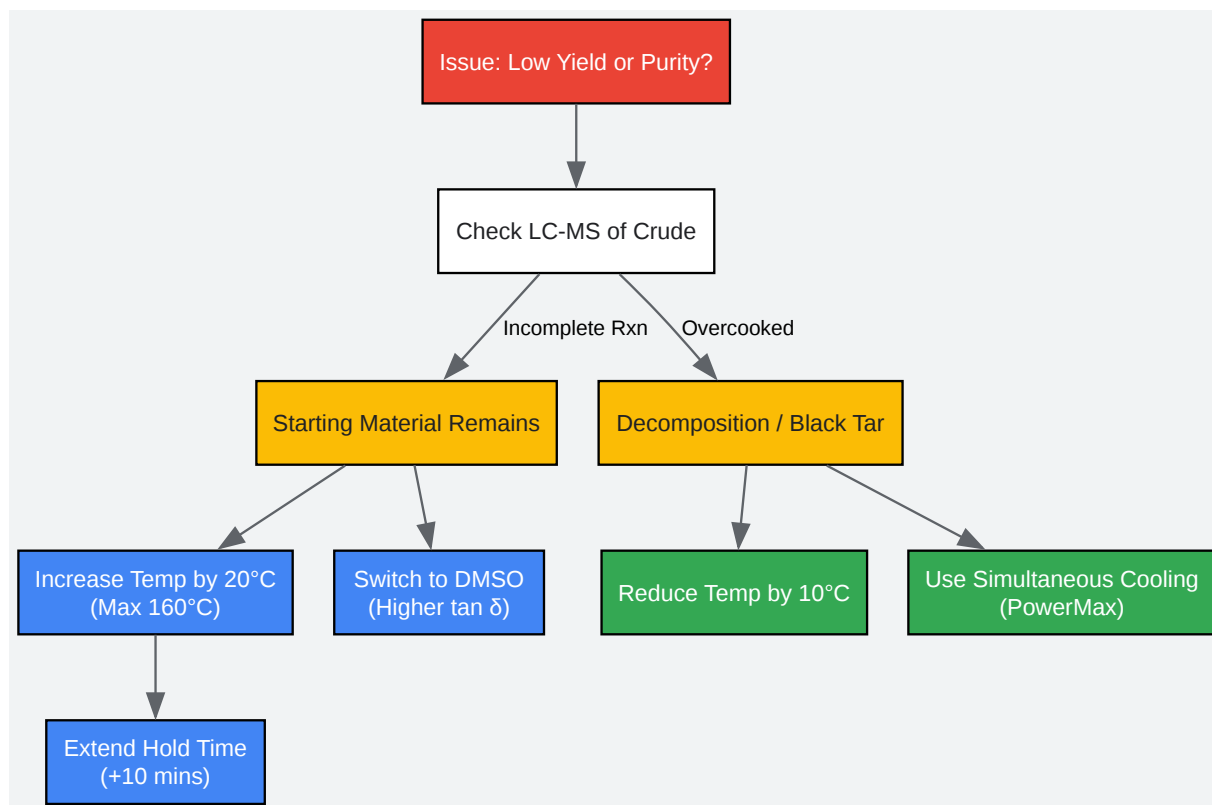 Issue: Low Yield or Purity?
Check LC-MS of Crude
Incomplete Rxn
Overcooked
Starting Material Remains
Decomposition / Black Tar
Increase Temp by 20°C
(Max 160°C)
Switch to DMSO
(Higher tan δ)
Reduce Temp by 10°C
Use Simultaneous Cooling
(PowerMax)
Extend Hold Time
(+10 mins)